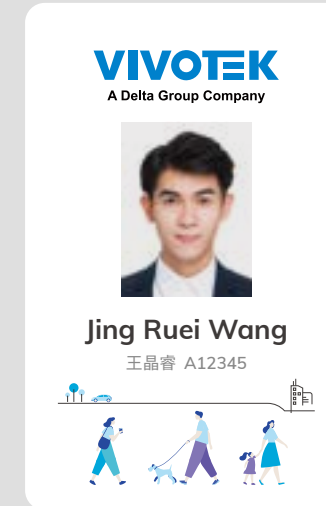 VIVOTEK
A Delta Group Company
Jing Ruei Wang
王晶睿 A12345